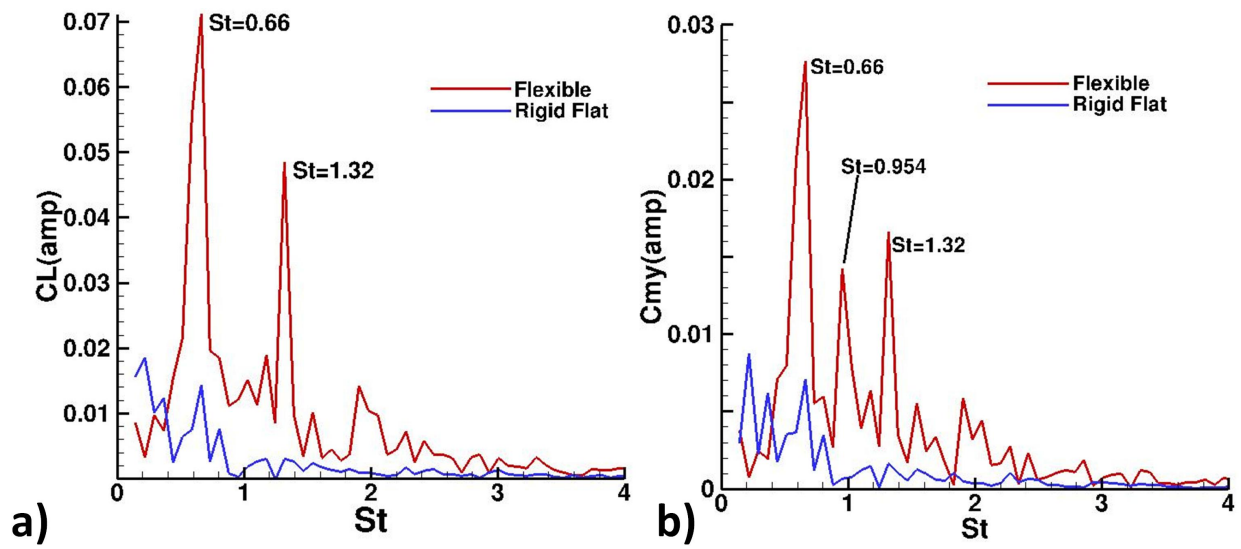 0.07
St=0.66
0.06
Flexible
Rigid Flat
0.05
St=1.32
0.04
CL(amp)
0.03
0.02
0.01
0 1 2 3 4
a)
St
0.03
St=0.66
Flexible
Rigid Flat
St=0.954
0.02
St=1.32
Cmy(amp)
0.01
0
0 1 2 3 4
b)
St